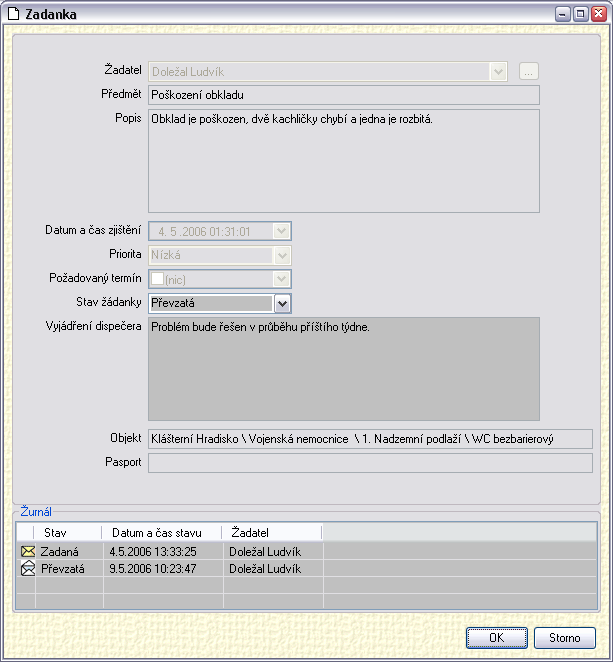 Zadanka
Žadatel Doležal Ludvík ...
Předmět Poškození obkladu
Popis Obklad je poškozen, dvě kachličky chybí a jedna je rozbitá.
Datum a čas zjištění 4. 5 .2006 01:31:01
Priorita Nízká
Požadovaný termín (nic)
Stav žádanky Převzatá
Vyjádření dispečera Problém bude řešen v průběhu příštího týdne.
Objekt Klášterní Hradisko \ Vojenská nemocnice \ 1. Nadzemní podlaží \ WC bezbarierový
Pasport
Žurnál
Stav Datum a čas stavu Žadatel
Zadaná 4.5.2006 13:33:25 Doležal Ludvík
Převzatá 9.5.2006 10:23:47 Doležal Ludvík
OK Storno